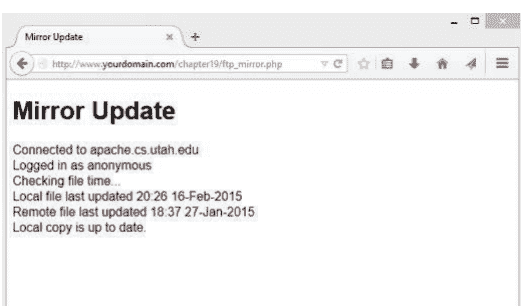 Mirror Update
http://www.yourdomain.com/chapter19/ftp_mirror.php
Mirror Update
Connected to apache.cs.utah.edu
Logged in as anonymous
Checking file time...
Local file last updated 20:26 16-Feb-2015
Remote file last updated 18:37 27-Jan-2015
Local copy is up to date.